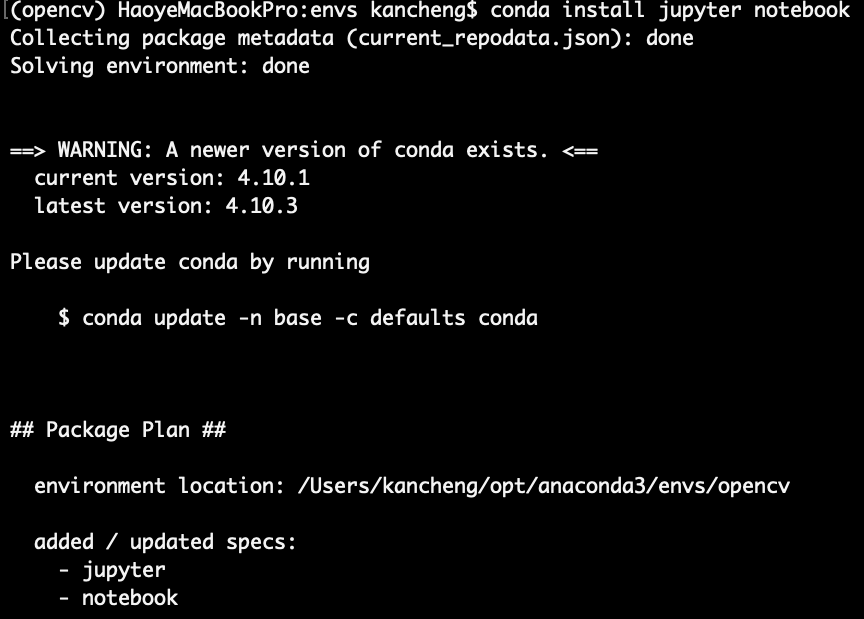 (opencv) HaoyeMacBookPro:envs kancheng$ conda install jupyter notebook
Collecting package metadata (current_repodata.json): done
Solving environment: done
==> WARNING: A newer version of conda exists. <==
current version: 4.10.1
latest version: 4.10.3
Please update conda by running
$ conda update -n base -c defaults conda
## Package Plan ##
environment location: /Users/kancheng/opt/anaconda3/envs/opencv
added / updated specs:
- jupyter
- notebook